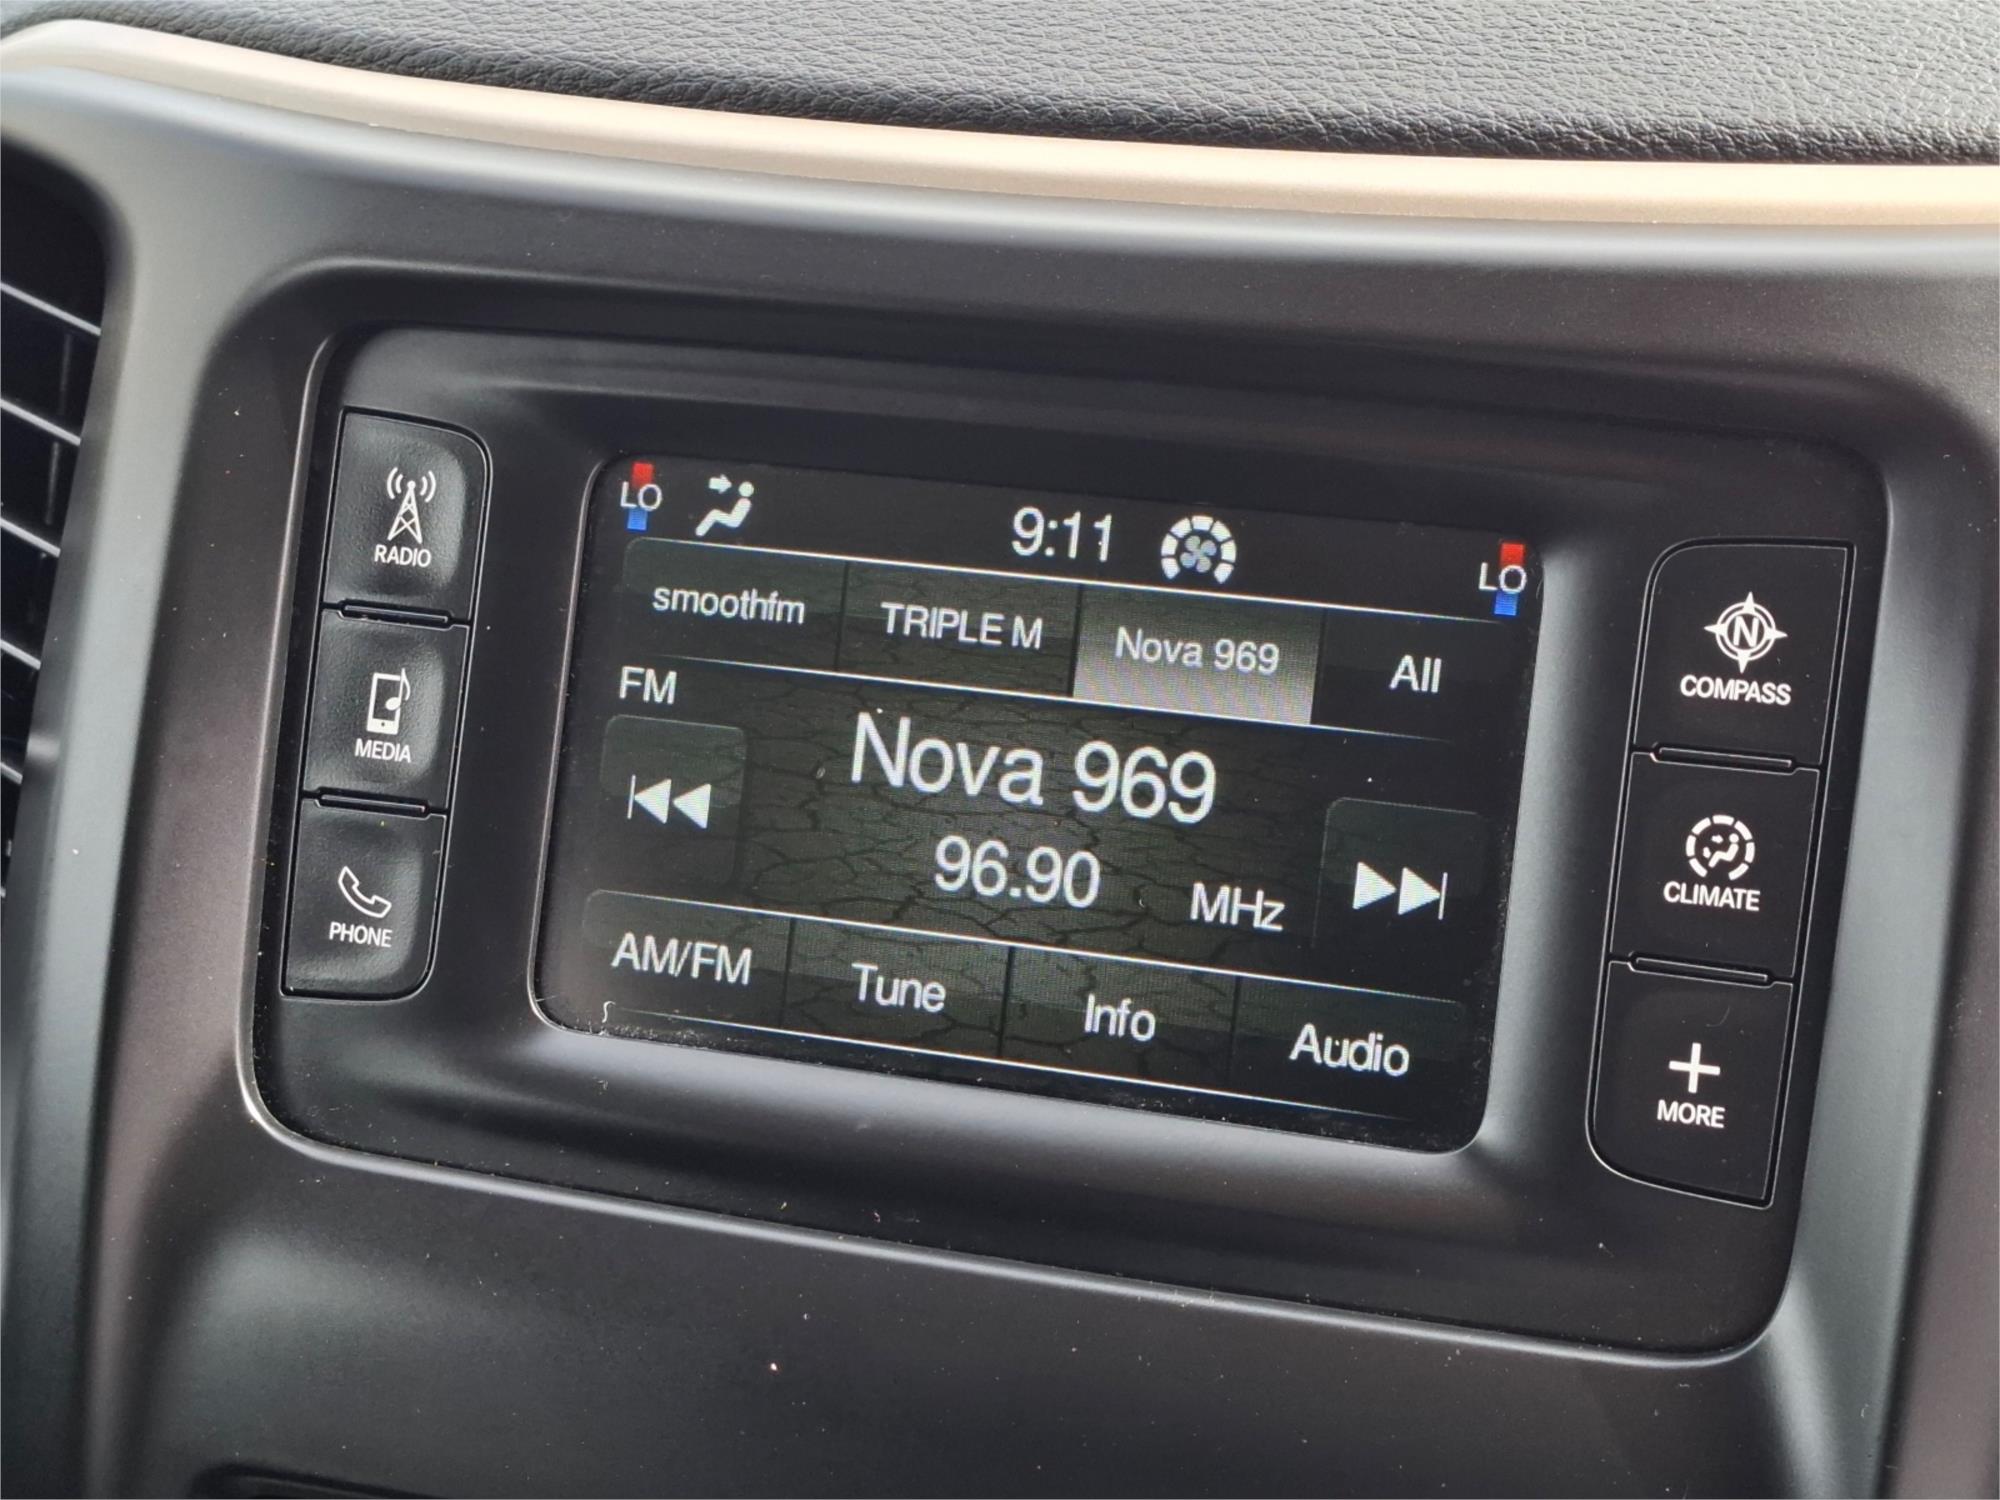 LO 9:11 LO
smoothfm TRIPLE M Nova 969 All
FM
Nova 969
96.90 MHz
AM/FM Tune Info Audio
RADIO
MEDIA
PHONE
N
COMPASS
CLIMATE
+
MORE